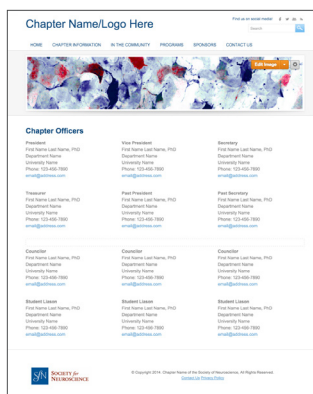 Chapter Name/Logo Here
Find us on social media!
Search
HOME CHAPTER INFORMATION IN THE COMMUNITY PROGRAMS SPONSORS CONTACT US
Edit Image
Chapter Officers
President Vice President Secretary
First Name Last Name, PhD First Name Last Name, PhD First Name Last Name, PhD
Department Name Department Name Department Name
University Name University Name University Name
Phone: 123-456-7890 Phone: 123-456-7890 Phone: 123-456-7890
email@address.com email@address.com email@address.com
Treasurer Past President Past Secretary
First Name Last Name, PhD First Name Last Name, PhD First Name Last Name, PhD
Department Name Department Name Department Name
University Name University Name University Name
Phone: 123-456-7890 Phone: 123-456-7890 Phone: 123-456-7890
email@address.com email@address.com email@address.com
Councilor Councilor Councilor
First Name Last Name, PhD First Name Last Name, PhD First Name Last Name, PhD
Department Name Department Name Department Name
University Name University Name University Name
Phone: 123-456-7890 Phone: 123-456-7890 Phone: 123-456-7890
email@address.com email@address.com email@address.com
Student Liason Student Liason Student Liason
First Name Last Name, PhD First Name Last Name, PhD First Name Last Name, PhD
Department Name Department Name Department Name
University Name University Name University Name
Phone: 123-456-7890 Phone: 123-456-7890 Phone: 123-456-7890
email@address.com email@address.com email@address.com
SfN SOCIETY for NEUROSCIENCE
© Copyright 2014. Chapter Name of the Society of Neuroscience. All Rights Reserved.
Contact Us Privacy Policy